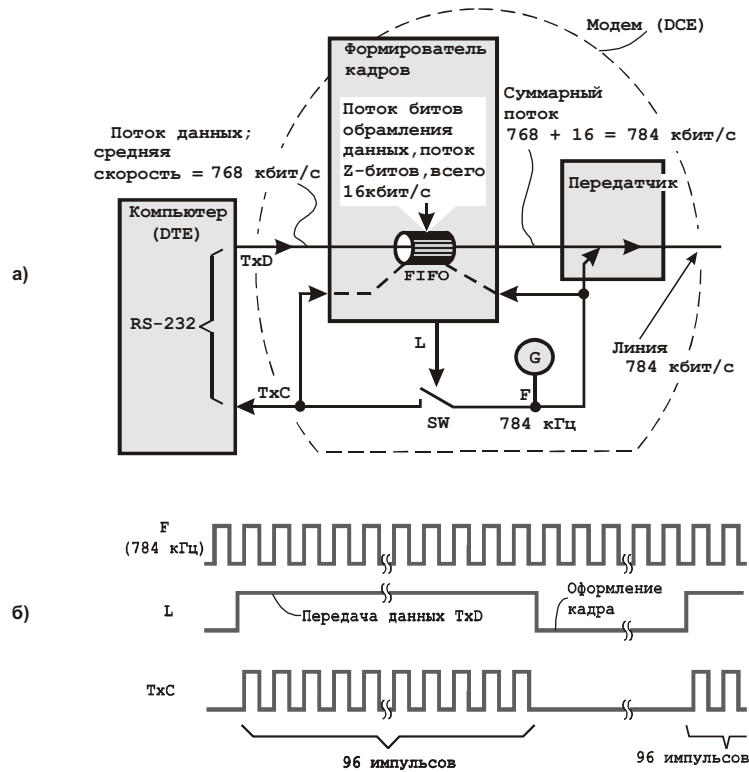 Модем (DCE)
Формирователь
кадров
Поток битов
обрамления
данных,поток
Z-битов,всего
16кбит/с
Суммарный
поток
768 + 16 = 784 кбит/с
Поток данных;
средняя
скорость = 768 кбит/с
Передатчик
Компьютер
(DTE)
TxD
FIFO
а)
RS-232
L
G
Линия
784 кбит/с
TxC
F
SW
784 кГц
F
(784 кГц)
Оформление
кадра
б)
L
Передача данных TxD
TxC
96 импульсов
96 импульсов